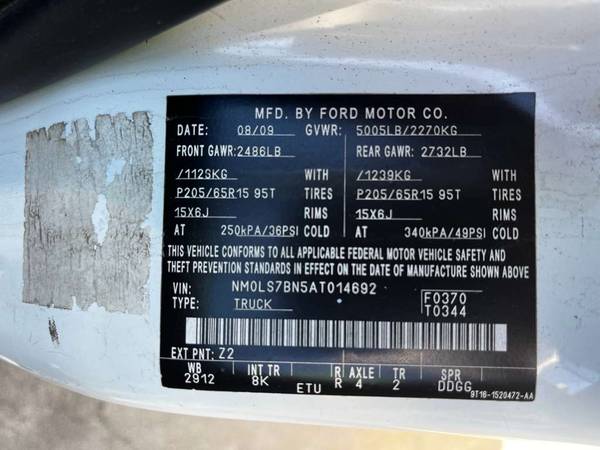 MFD. BY FORD MOTOR CO.
DATE: 08/09 GVWR: 5005LB/2270KG
FRONT GAWR: 2486LB REAR GAWR: 2732LB
/1128KG WITH /1239KG WITH
P205/65R15 95T TIRES P205/65R15 95T TIRES
15X6J RIMS 15X6J RIMS
AT 250kPA/36PSI COLD AT 340kPA/49PSI COLD
THIS VEHICLE CONFORMS TO ALL APPLICABLE FEDERAL MOTOR VEHICLE SAFETY AND
THEFT PREVENTION STANDARDS IN EFFECT ON THE DATE OF MANUFACTURE SHOWN ABOVE
VIN: NM0LS7BN5AT014692 F0370
TYPE: TRUCK T0344
EXT PNT: Z2
WB INT TR R AXLE TR SPR
2912 8K ETU R 4 2 DDGG
9T16-1520472-AA